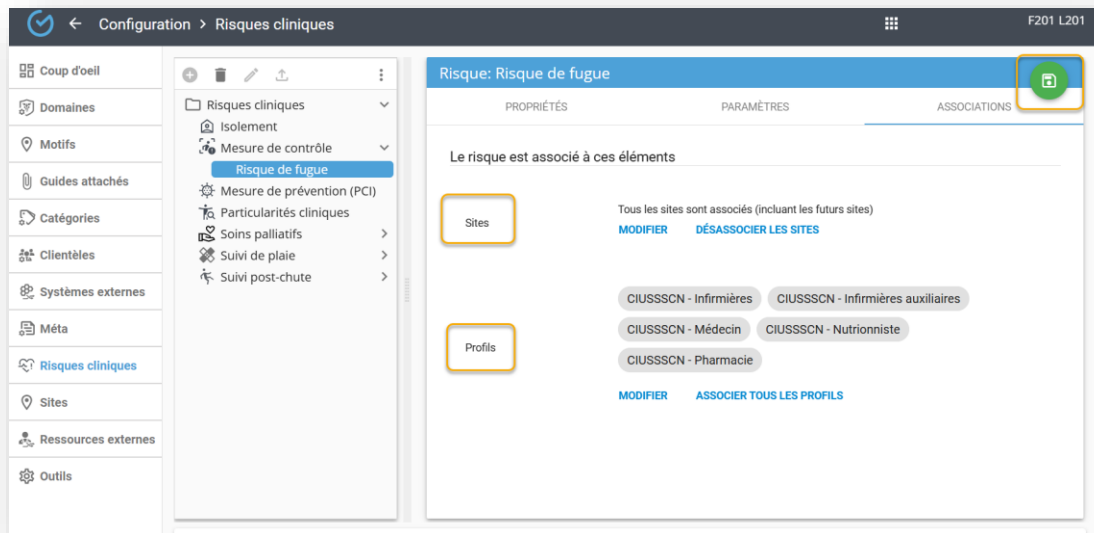 Configuration > Risques cliniques
F201 L201
Coup d'oeil
Domaines
Motifs
Guides attachés
Catégories
Clientèles
Systèmes externes
Méta
Risques cliniques
Sites
Ressources externes
Outils
Risques cliniques
Isolement
Mesure de contrôle
Risque de fugue
Mesure de prévention (PCI)
Particularités cliniques
Soins palliatifs
Suivi de plaie
Suivi post-chute
Risque: Risque de fugue
PROPRIÉTÉS PARAMÈTRES ASSOCIATIONS
Le risque est associé à ces éléments
Sites
Tous les sites sont associés (incluant les futurs sites)
MODIFIER DÉSASSOCIER LES SITES
Profils
CIUSSSCN - Infirmières CIUSSSCN - Infirmières auxiliaires
CIUSSSCN - Médecin CIUSSSCN - Nutrionniste
CIUSSSCN - Pharmacie
MODIFIER ASSOCIER TOUS LES PROFILS